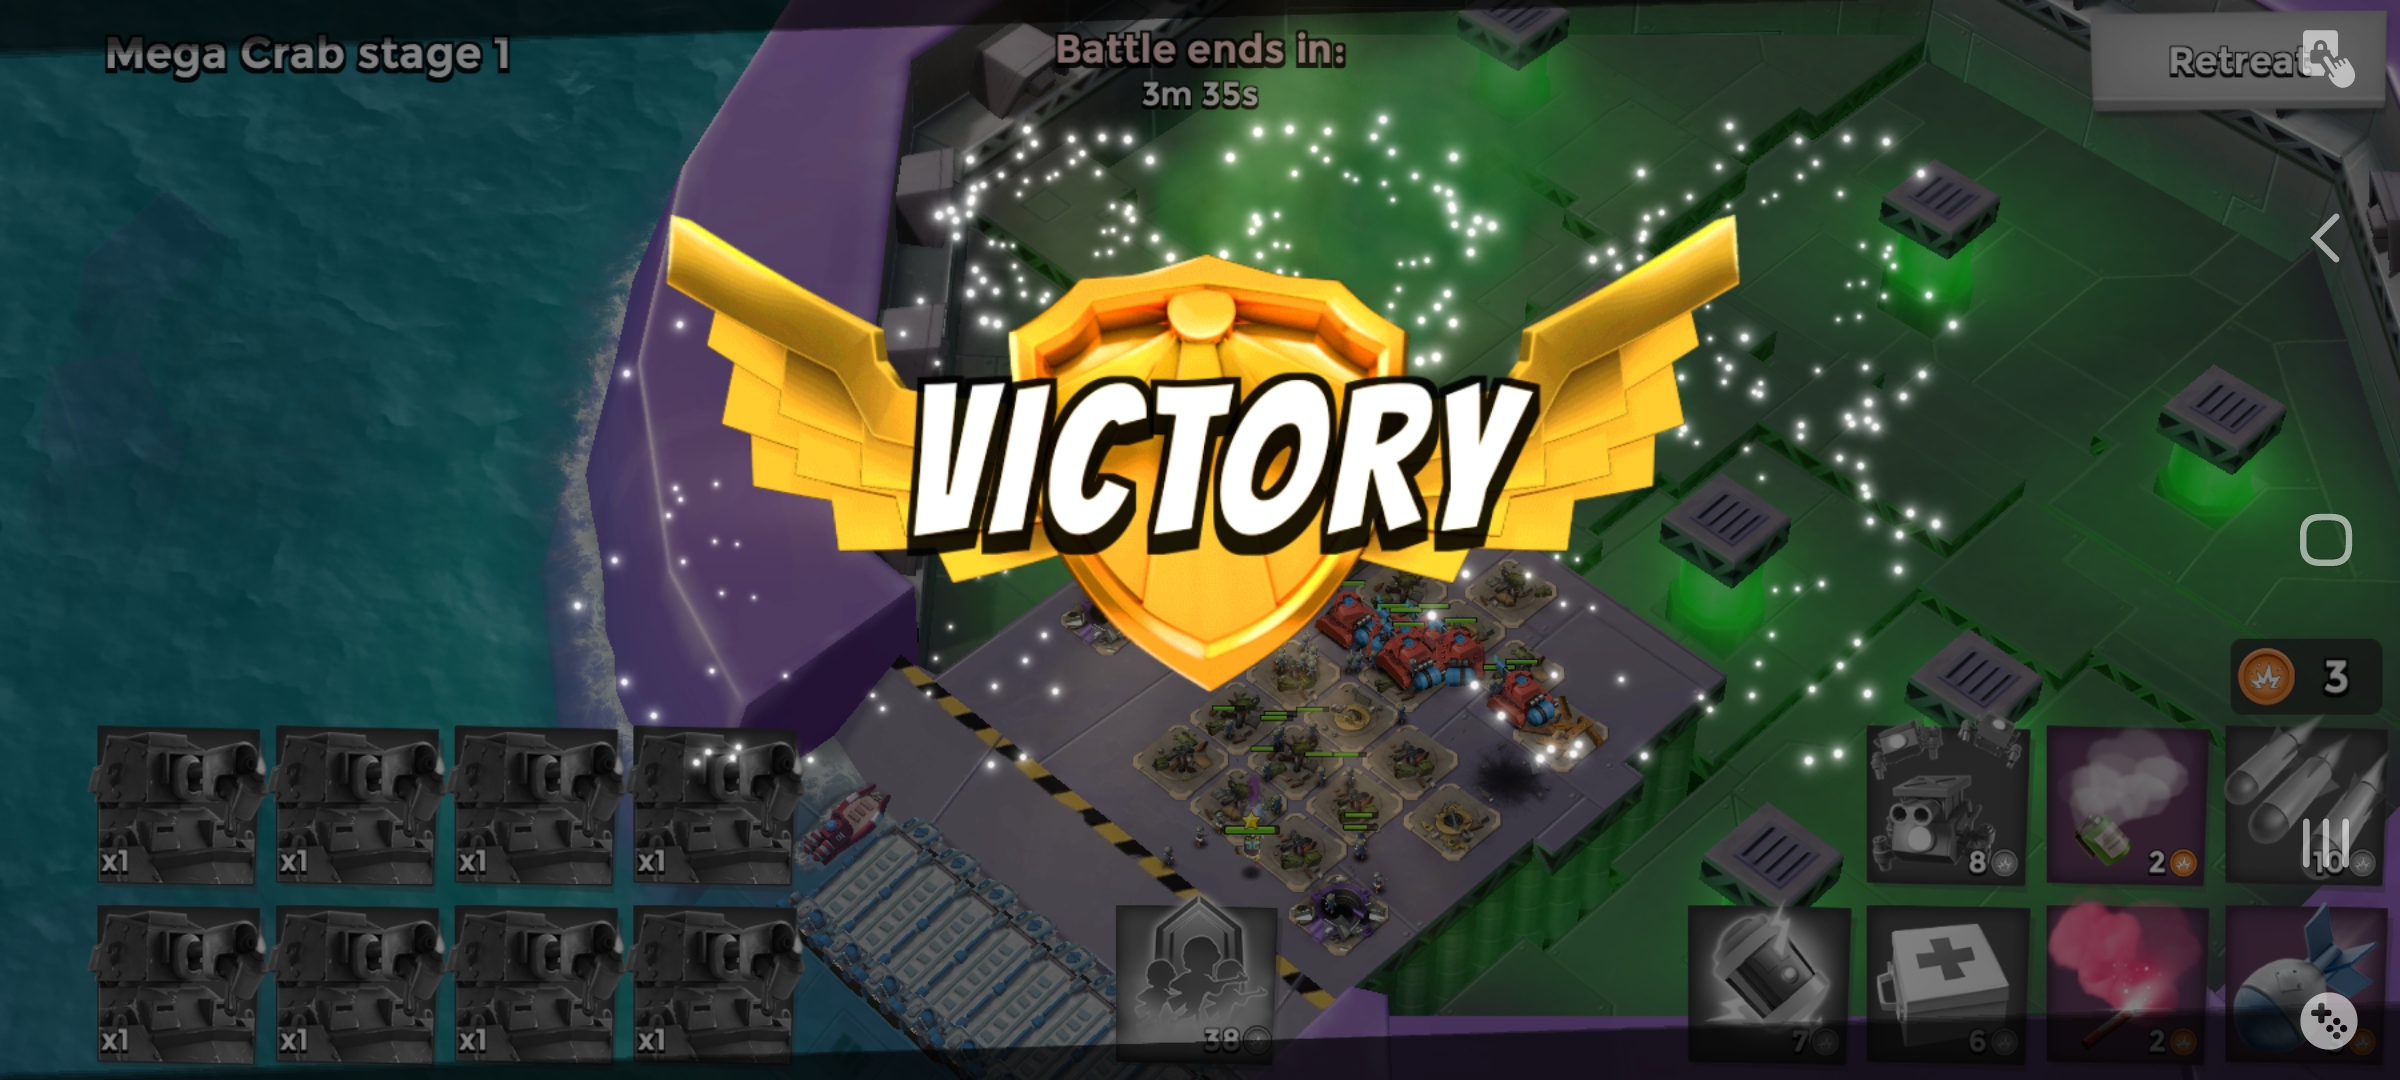 Mega Crab stage 1
Battle ends in:
3m 35s
Retreat
VICTORY
3
x1
x1
x1
x1
8
2
10
x1
x1
x1
x1
38
7
6
2